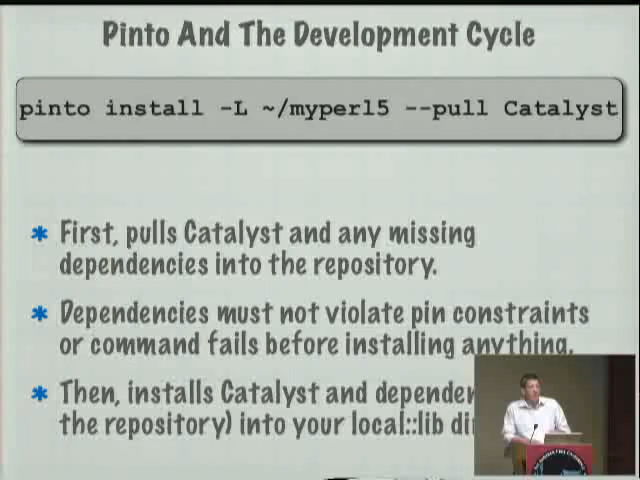 Pinto And The Development Cycle
pinto install -L ~/myperl5 --pull Catalyst
First, pulls Catalyst and any missing
dependencies into the repository.
Dependencies must not violate pin constraints
or command fails before installing anything.
Then, installs Catalyst and
the repository) into your local::lib